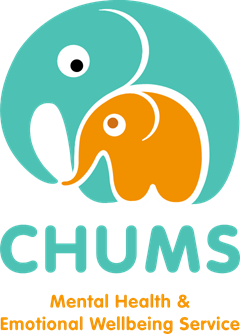 CHUMS
Mental Health &
Emotional Wellbeing Service